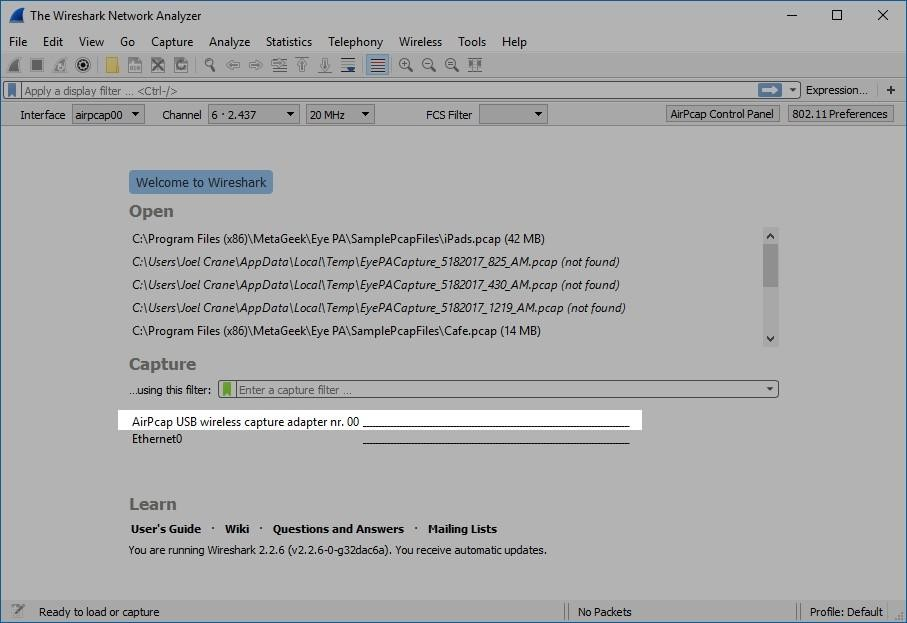 The Wireshark Network Analyzer
File Edit View Go Capture Analyze Statistics Telephony Wireless Tools Help
Apply a display filter ... <Ctrl-/> Expression... +
Interface airpcap00 Channel 6 · 2.437 20 MHz FCS Filter AirPcap Control Panel 802.11 Preferences
Welcome to Wireshark
Open
C:\Program Files (x86)\MetaGeek\Eye PA\SamplePcapFiles\iPads.pcap (42 MB)
C:\Users\Joel Crane\AppData\Local\Temp\EyePACapture_5182017_825_AM.pcap (not found)
C:\Users\Joel Crane\AppData\Local\Temp\EyePACapture_5182017_430_AM.pcap (not found)
C:\Users\Joel Crane\AppData\Local\Temp\EyePACapture_5182017_1219_AM.pcap (not found)
C:\Program Files (x86)\MetaGeek\Eye PA\SamplePcapFiles\Cafe.pcap (14 MB)
Capture
...using this filter: Enter a capture filter ...
AirPcap USB wireless capture adapter nr. 00
Ethernet0
Learn
User's Guide · Wiki · Questions and Answers · Mailing Lists
You are running Wireshark 2.2.6 (v2.2.6-0-g32dac6a). You receive automatic updates.
Ready to load or capture No Packets Profile: Default